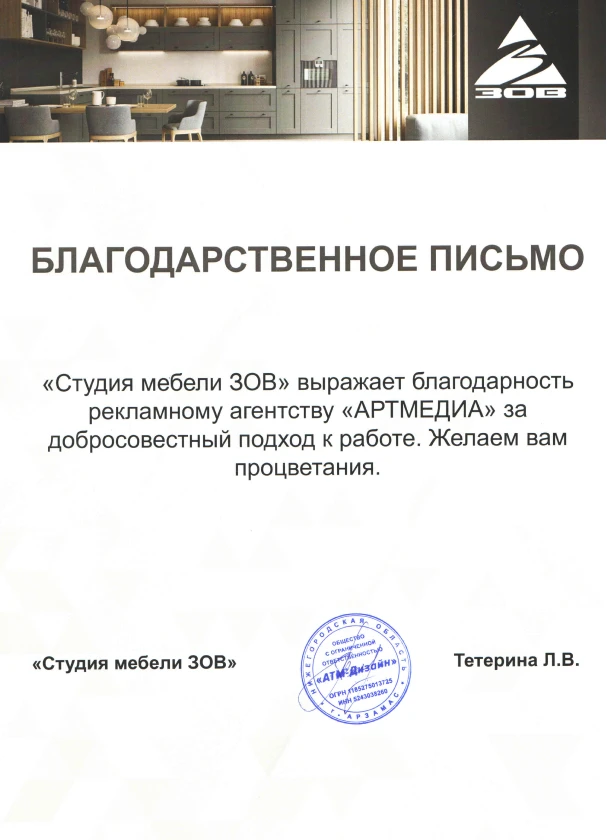 ЗОВ
БЛАГОДАРСТВЕННОЕ ПИСЬМО
«Студия мебели ЗОВ» выражает благодарность
рекламному агентству «АРТМЕДИА» за
добросовестный подход к работе. Желаем вам
процветания.
«Студия мебели ЗОВ»
НИЖЕГОРОДСКАЯ ОБЛАСТЬ
ОБЩЕСТВО
С ОГРАНИЧЕННОЙ
ОТВЕТСТВЕННОСТЬЮ
«АТМ-Дизайн»
ОГРН 1185275013725
ИНН 5243038260
г. АРЗАМАС
Тетерина Л.В.